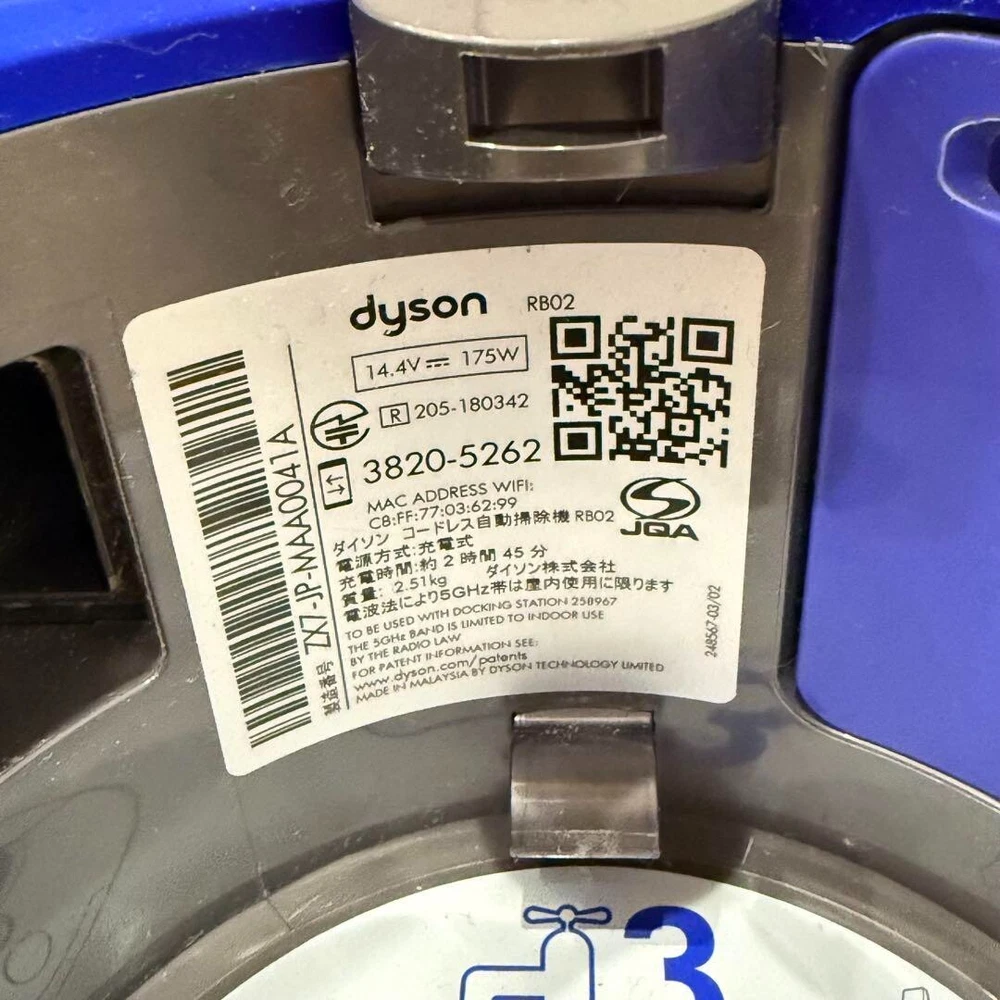 dyson RB02
14.4V 175W
R 205-180342
3820-5262
MAC ADDRESS WIFI:
C8:FF:77:03:62:99
ダイソン コードレス自動掃除機 RB02
電源方式:充電式
充電時間:約 2 時間 45 分
質量: 2.51kg ダイソン株式会社
電波法により5GHz帯は屋内使用に限ります
TO BE USED WITH DOCKING STATION 250967
THE 5GHz BAND IS LIMITED TO INDOOR USE
BY THE RADIO LAW
FOR PATENT INFORMATION SEE:
www.dyson.com/patents
MADE IN MALAYSIA BY DYSON TECHNOLOGY LIMITED
JQA
248567-03/02
製造番号 ZX7-JP-MAA0041A
3